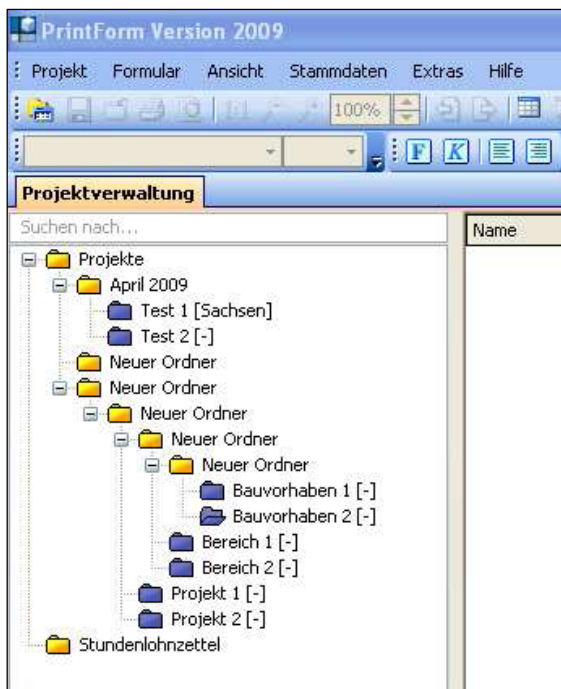 PrintForm Version 2009
Projekt Formular Ansicht Stammdaten Extras Hilfe
1:1 100%
F K
Projektverwaltung
Suchen nach...
Name
Projekte
April 2009
Test 1 [Sachsen]
Test 2 [-]
Neuer Ordner
Neuer Ordner
Neuer Ordner
Neuer Ordner
Neuer Ordner
Bauvorhaben 1 [-]
Bauvorhaben 2 [-]
Bereich 1 [-]
Bereich 2 [-]
Projekt 1 [-]
Projekt 2 [-]
Stundenlohnzettel